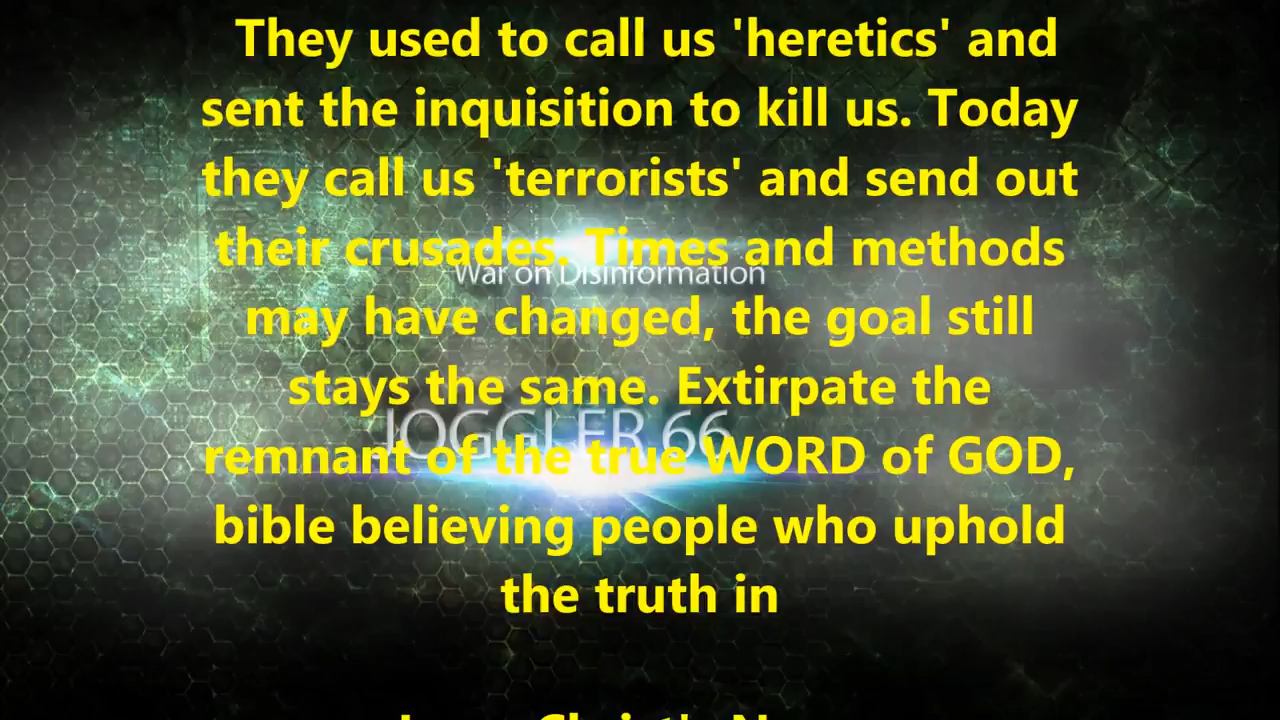 They used to call us 'heretics' and
sent the inquisition to kill us. Today
they call us 'terrorists' and send out
their crusades. Times and methods
War on Disinformation
may have changed, the goal still
stays the same. Extirpate the
JOGGLER 66
remnant of the true WORD of GOD,
bible believing people who uphold
the truth in